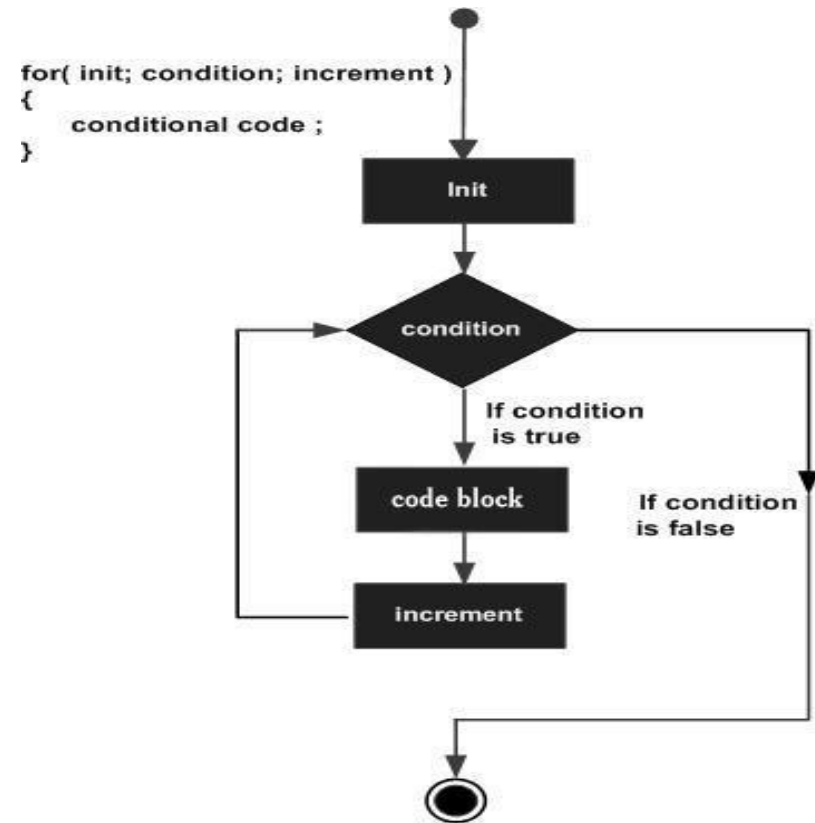 for( init; condition; increment )
{
conditional code ;
}
Init
condition
If condition
is true
code block
If condition
is false
increment